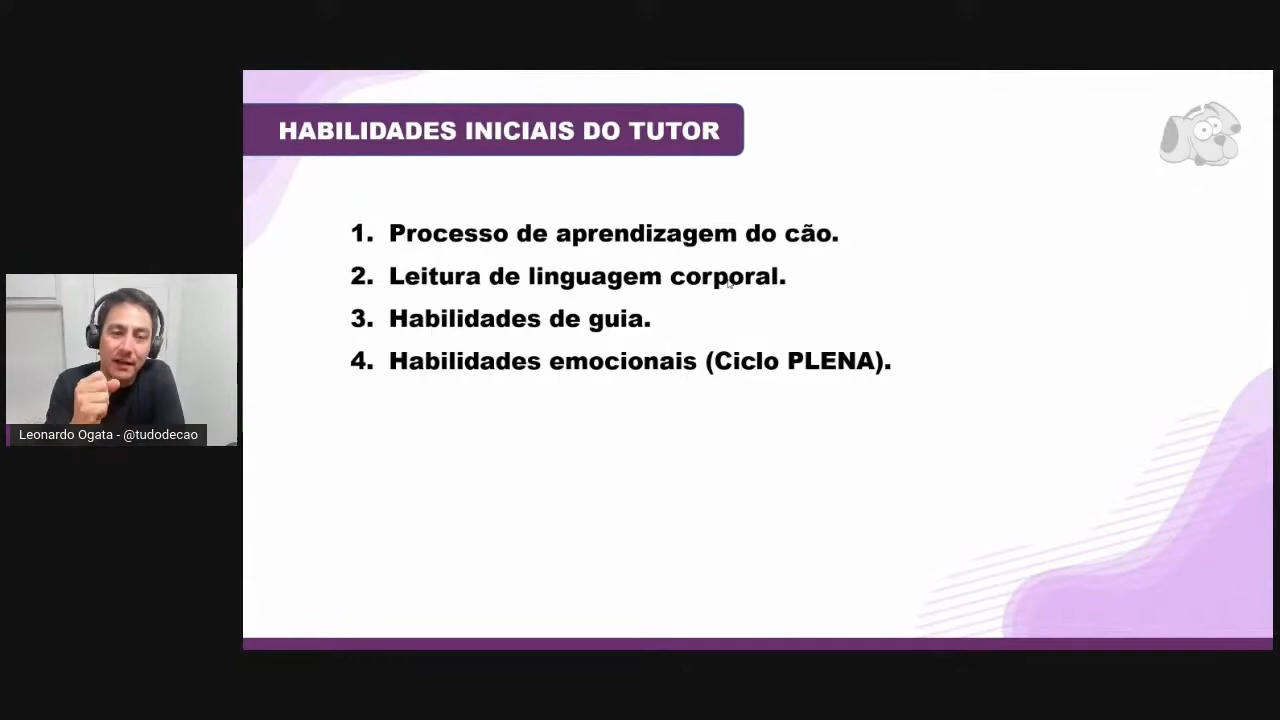 HABILIDADES INICIAIS DO TUTOR
1. Processo de aprendizagem do cão.
2. Leitura de linguagem corporal.
3. Habilidades de guia.
4. Habilidades emocionais (Ciclo PLENA).
Leonardo Ogata - @tudodecao